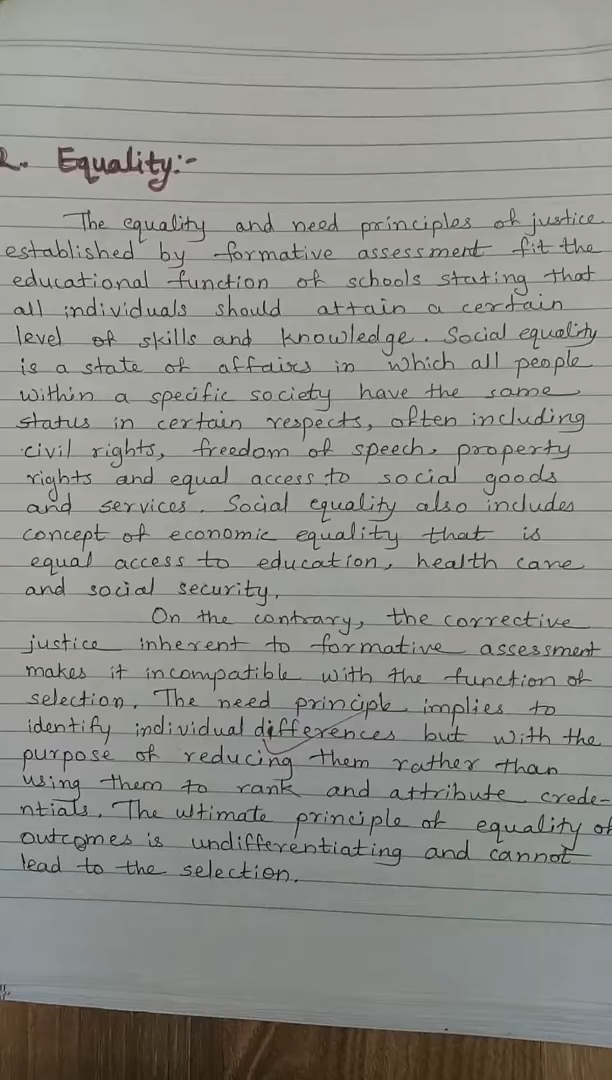 2. Equality:-
The equality and need principles of justice
established by formative assessment fit the
educational function of schools stating that
all individuals should attain a certain
level of skills and knowledge. Social equality
is a state of affairs in which all people
within a specific society have the same
status in certain respects, often including
civil rights, freedom of speech, property
rights and equal access to social goods
and services. Social equality also includes
concept of economic equality that is
equal access to education, health care
and social security.
On the contrary, the corrective
justice inherent to formative assessment
makes it incompatible with the function of
selection. The need principle implies to
identify individual differences but with the
purpose of reducing them rather than
using them to rank and attribute crede-
ntials. The ultimate principle of equality of
outcomes is undifferentiating and cannot
lead to the selection.